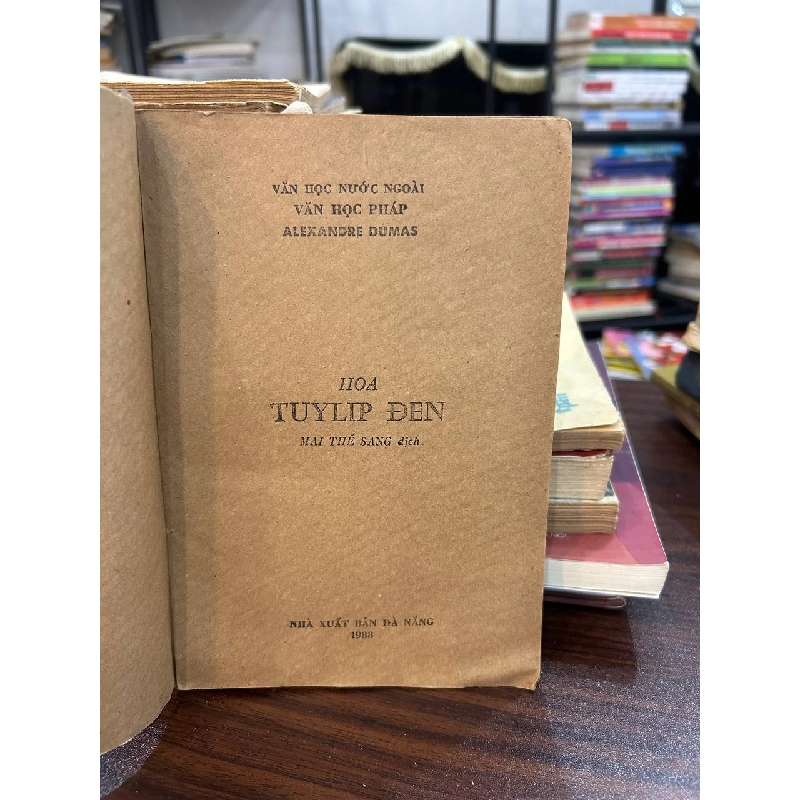 VĂN HỌC NƯỚC NGOÀI
VĂN HỌC PHÁP
ALEXANDRE DUMAS
HOA
TUYLIP ĐEN
MAI THẾ SANG dịch
NHÀ XUẤT BẢN ĐÀ NẴNG
1988